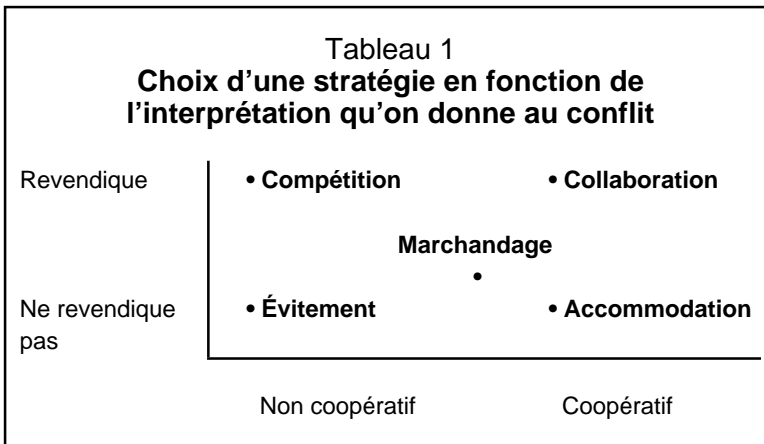 Tableau 1
Choix d’une stratégie en fonction de
l’interprétation qu’on donne au conflit
Revendique • Compétition • Collaboration
Marchandage
•
Ne revendique • Évitement • Accommodation
pas
Non coopératif Coopératif